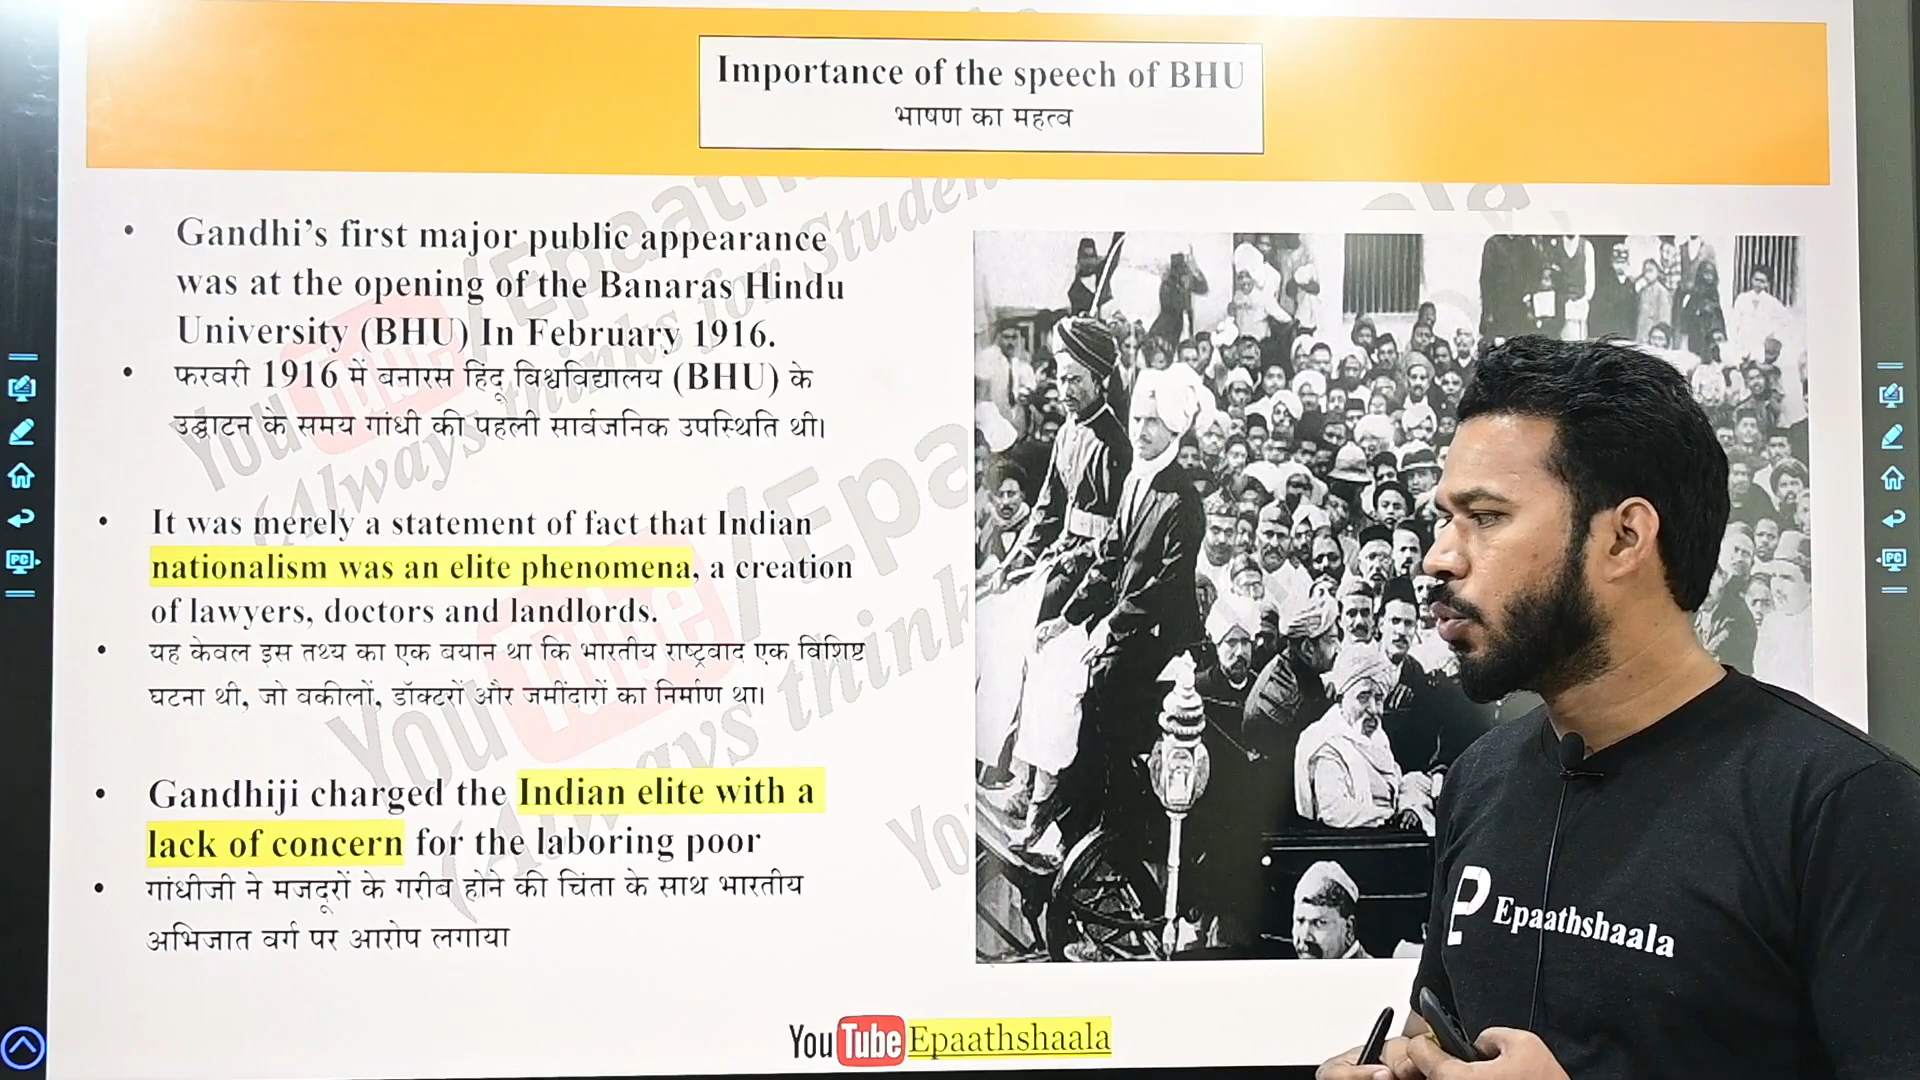 Importance of the speech of BHU
भाषण का महत्व
• Gandhi’s first major public appearance
was at the opening of the Banaras Hindu
University (BHU) In February 1916.
• फरवरी 1916 में बनारस हिंदू विश्वविद्यालय (BHU) के
उद्घाटन के समय गांधी की पहली सार्वजनिक उपस्थिति थी।
• It was merely a statement of fact that Indian
nationalism was an elite phenomena, a creation
of lawyers, doctors and landlords.
• यह केवल इस तथ्य का एक बयान था कि भारतीय राष्ट्रवाद एक विशिष्ट
घटना थी, जो वकीलों, डॉक्टरों और जमींदारों का निर्माण था।
• Gandhiji charged the Indian elite with a
lack of concern for the laboring poor
• गांधीजी ने मजदूरों के गरीब होने की चिंता के साथ भारतीय
अभिजात वर्ग पर आरोप लगाया
Epaathshaala
YouTube Epaathshaala
PC
PC